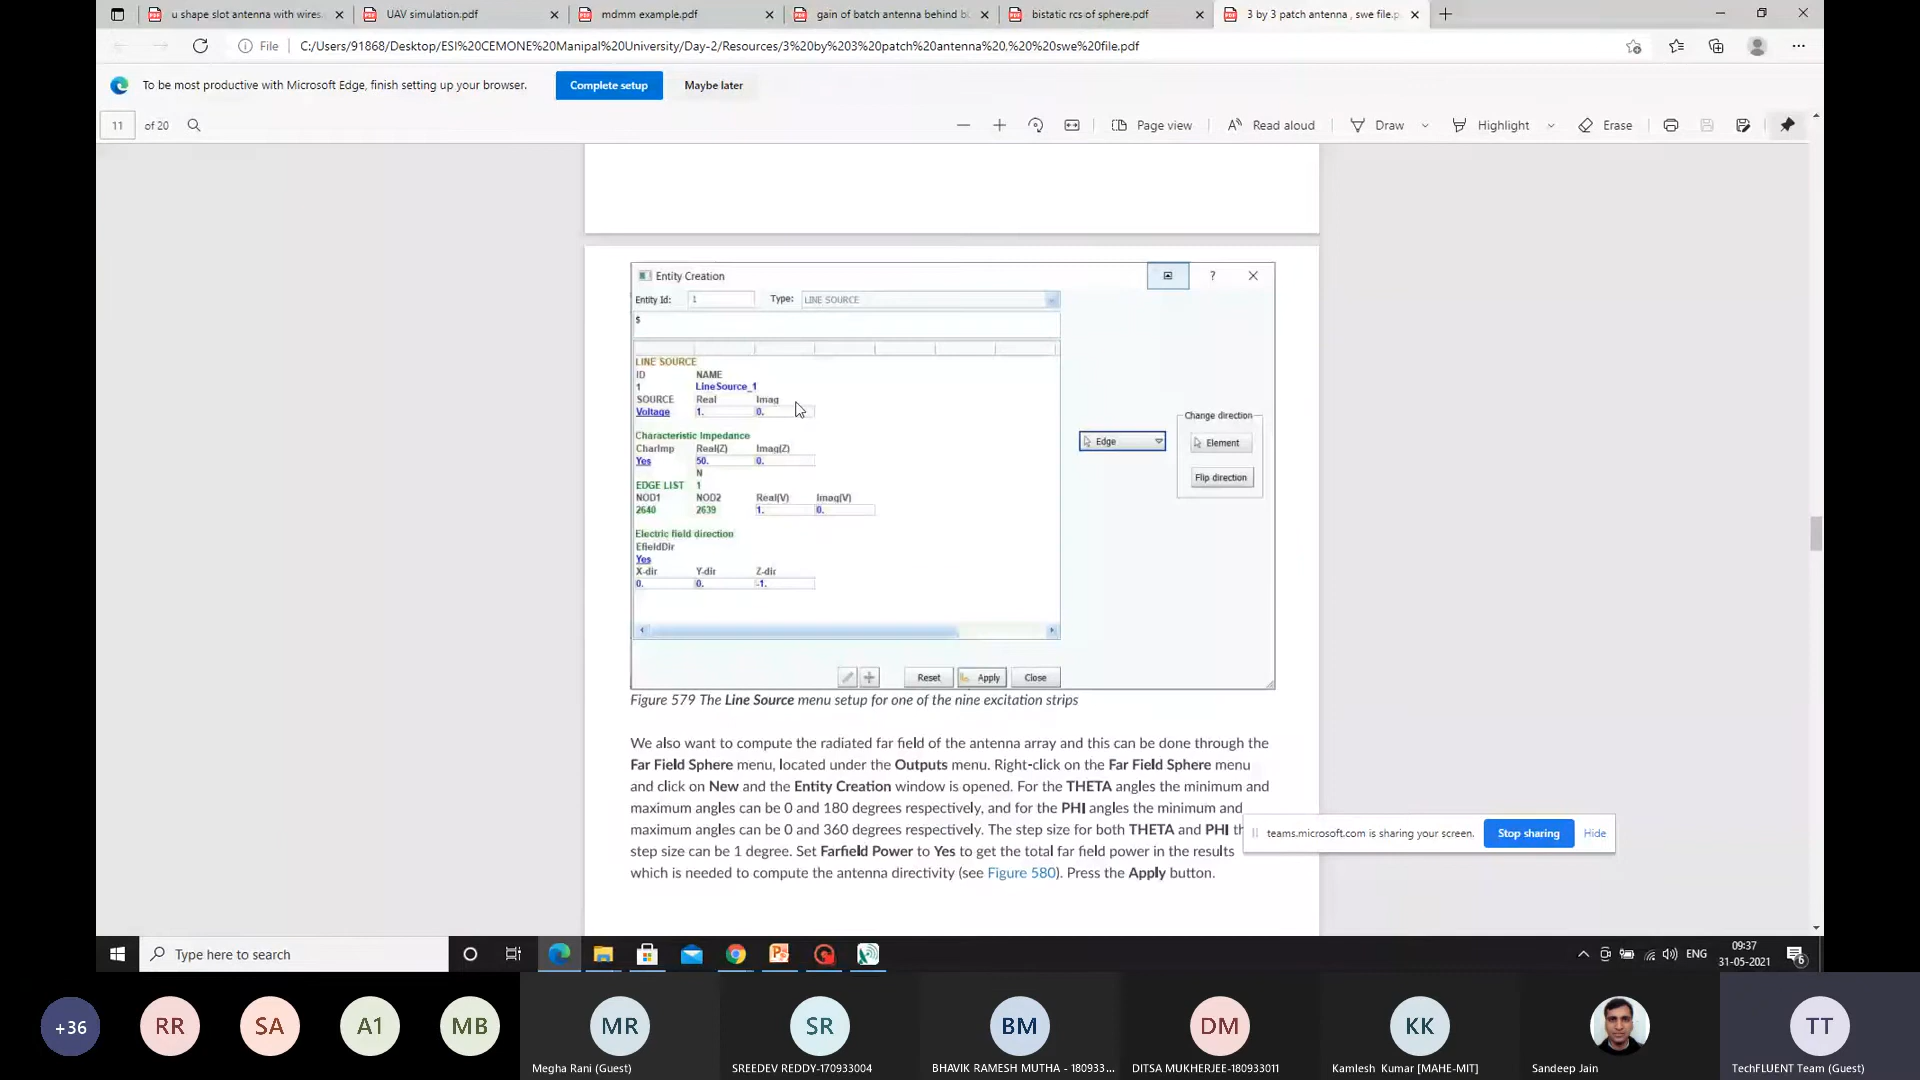 u shape slot antenna with wires.
UAV simulation.pdf
mdmm example.pdf
gain of batch antenna behind bl
bistatic rcs of sphere.pdf
3 by 3 patch antenna , swe file.p
File
C:/Users/91868/Desktop/ESI%20CEMONE%20Manipal%20University/Day-2/Resources/3%20by%203%20patch%20antenna%20,%20%20swe%20file.pdf
To be most productive with Microsoft Edge, finish setting up your browser.
Complete setup
Maybe later
11 of 20
Page view
Read aloud
Draw
Highlight
Erase
Entity Creation
?
Entity Id: 1 Type: LINE SOURCE
$
LINE SOURCE
ID NAME
1 LineSource_1
SOURCE Real Imag
Voltage 1. 0.
Characteristic Impedance
CharImp Real(Z) Imag(Z)
Yes 50. 0.
N
EDGE LIST 1
NOD1 NOD2 Real(V) Imag(V)
2640 2639 1. 0.
Electric field direction
EfieldDir
Yes
X-dir Y-dir Z-dir
0. 0. -1.
Edge
Change direction
Element
Flip direction
Reset
Apply
Close
Figure 579 The Line Source menu setup for one of the nine excitation strips
We also want to compute the radiated far field of the antenna array and this can be done through the
Far Field Sphere menu, located under the Outputs menu. Right-click on the Far Field Sphere menu
and click on New and the Entity Creation window is opened. For the THETA angles the minimum and
maximum angles can be 0 and 180 degrees respectively, and for the PHI angles the minimum and
maximum angles can be 0 and 360 degrees respectively. The step size for both THETA and PHI th
step size can be 1 degree. Set Farfield Power to Yes to get the total far field power in the results
which is needed to compute the antenna directivity (see Figure 580). Press the Apply button.
teams.microsoft.com is sharing your screen.
Stop sharing
Hide
Type here to search
ENG
09:37
31-05-2021
6
+36
RR
SA
A1
MB
MR
Megha Rani (Guest)
SR
SREEDEV REDDY-170933004
BM
BHAVIK RAMESH MUTHA - 180933...
DM
DITSA MUKHERJEE-180933011
KK
Kamlesh Kumar [MAHE-MIT]
Sandeep Jain
TT
TechFLUENT Team (Guest)